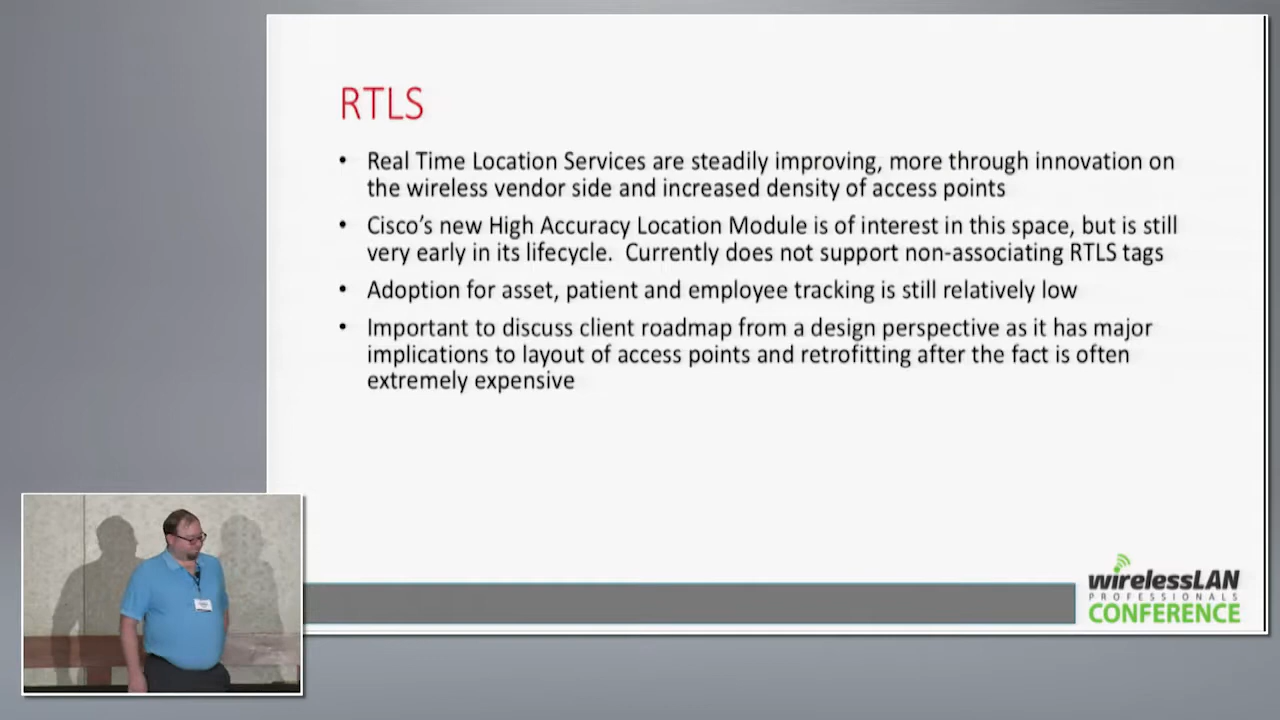 RTLS
• Real Time Location Services are steadily improving, more through innovation on
the wireless vendor side and increased density of access points
• Cisco's new High Accuracy Location Module is of interest in this space, but is still
very early in its lifecycle.  Currently does not support non-associating RTLS tags
• Adoption for asset, patient and employee tracking is still relatively low
• Important to discuss client roadmap from a design perspective as it has major
implications to layout of access points and retrofitting after the fact is often
extremely expensive
wirelessLAN
PROFESSIONALS
CONFERENCE